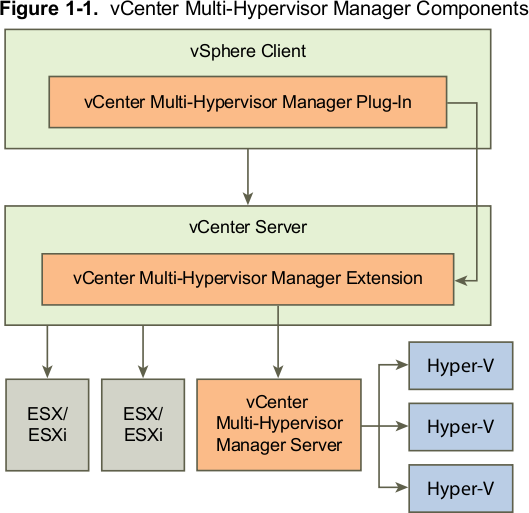 Figure 1-1. vCenter Multi-Hypervisor Manager Components
vSphere Client
vCenter Multi-Hypervisor Manager Plug-In
vCenter Server
vCenter Multi-Hypervisor Manager Extension
ESX/
ESXi
ESX/
ESXi
vCenter
Multi-Hypervisor
Manager Server
Hyper-V
Hyper-V
Hyper-V